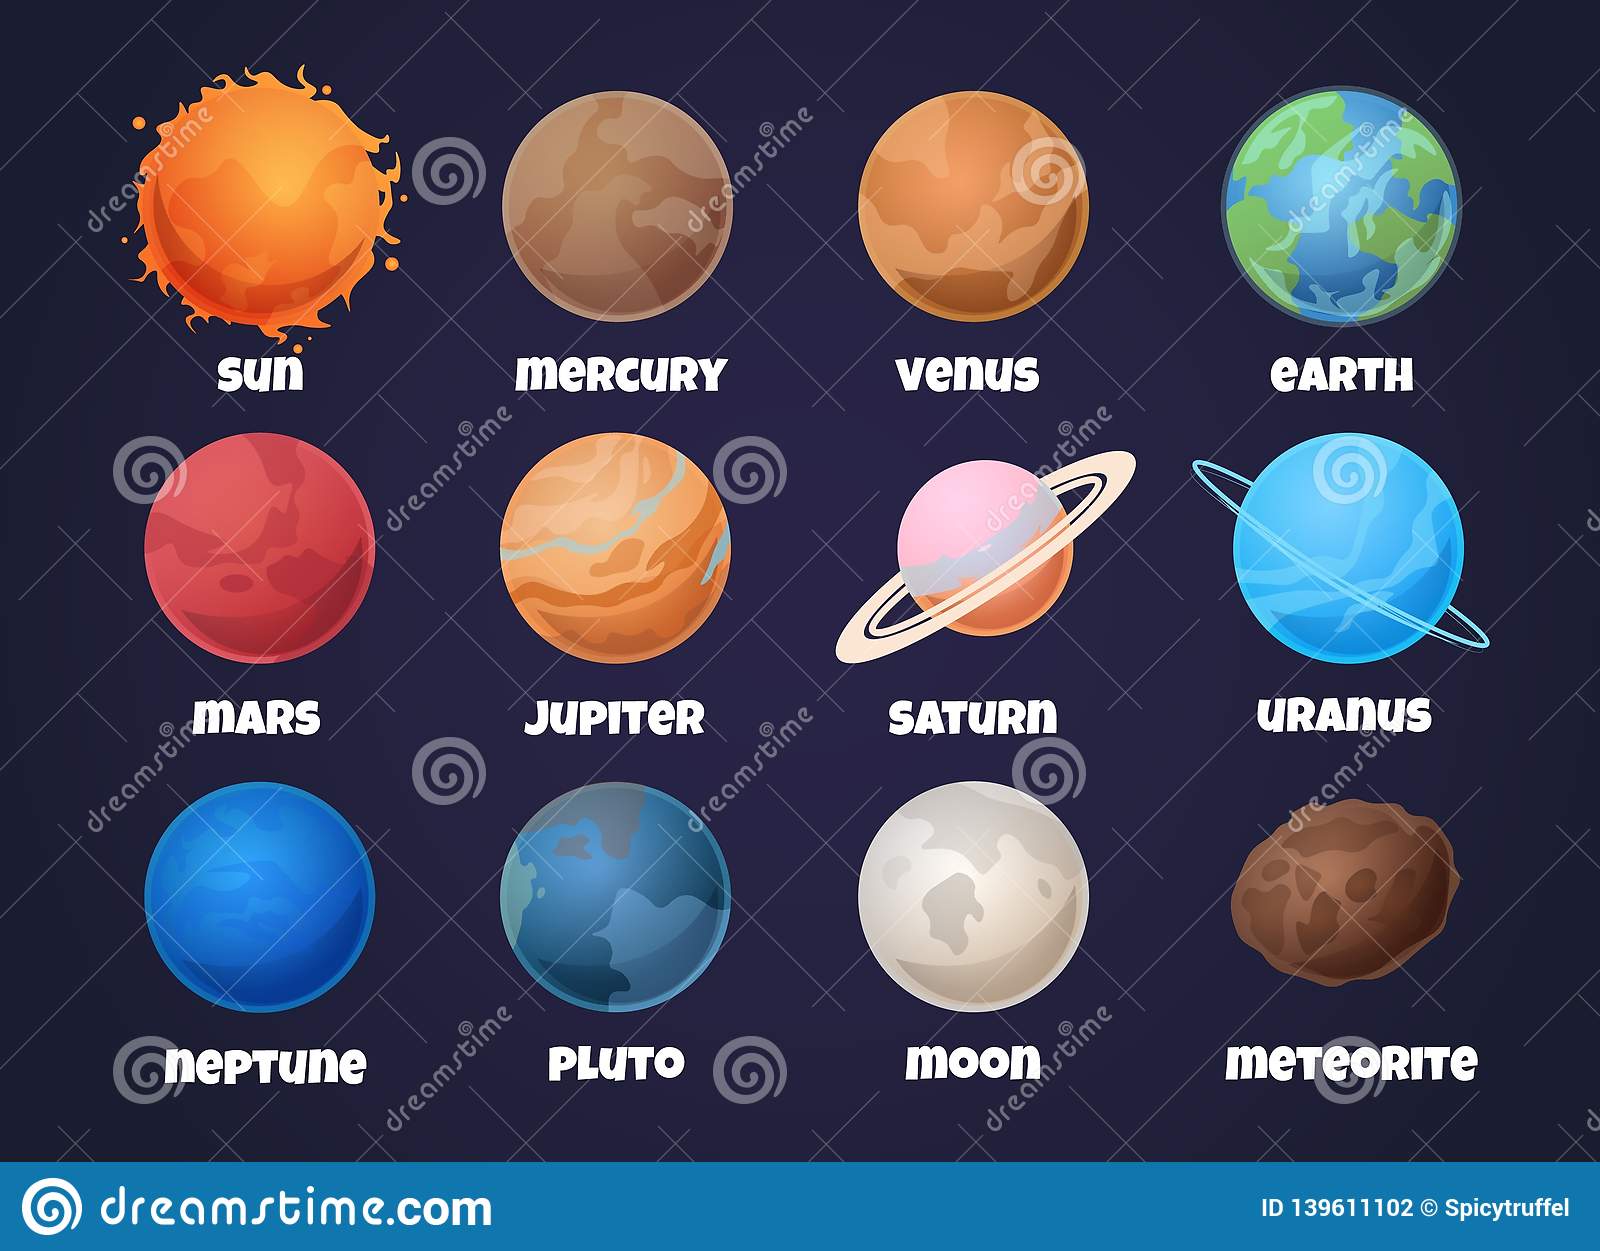 sun mercury venus earth
mars jupiter saturn uranus
neptune pluto moon meteorite
dreamstime.com
ID 139611102 © Spicytruffel